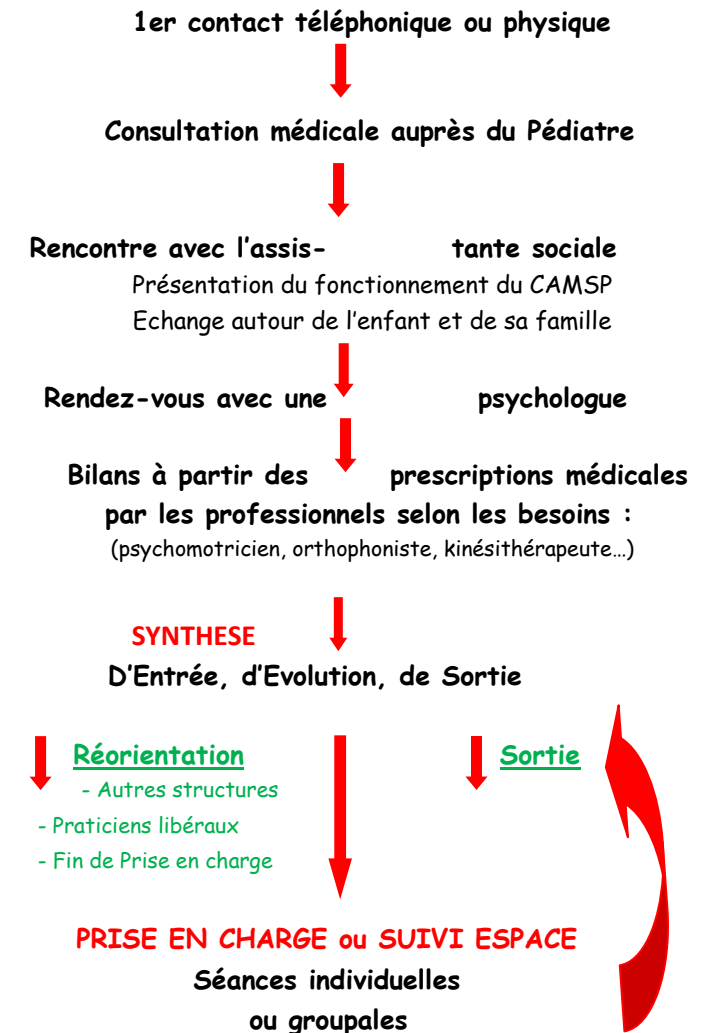 1er contact téléphonique ou physique
Consultation médicale auprès du Pédiatre
Rencontre avec l'assis- tante sociale
Présentation du fonctionnement du CAMSP
Echange autour de l'enfant et de sa famille
Rendez-vous avec une psychologue
Bilans à partir des prescriptions médicales
par les professionnels selon les besoins :
(psychomotricien, orthophoniste, kinésithérapeute…)
SYNTHESE
D'Entrée, d'Evolution, de Sortie
Réorientation
- Autres structures
- Praticiens libéraux
- Fin de Prise en charge
Sortie
PRISE EN CHARGE ou SUIVI ESPACE
Séances individuelles
ou groupales